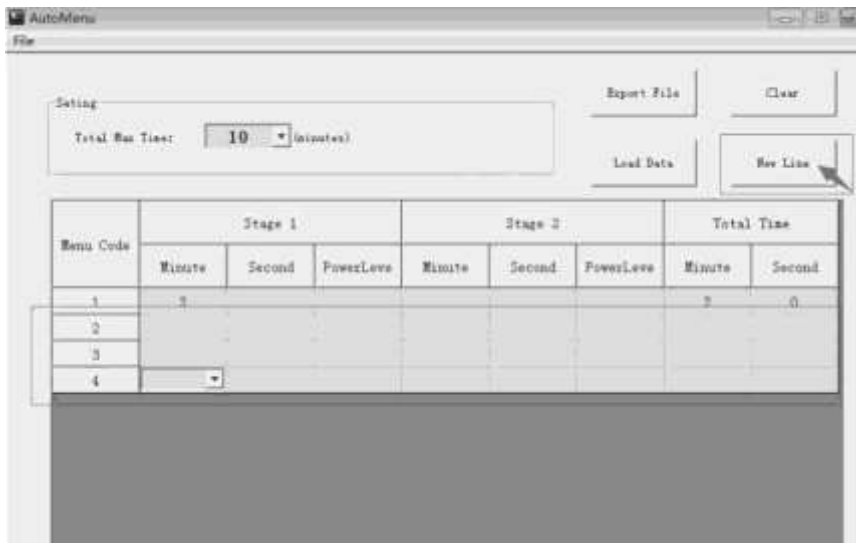 AutoMenu
File
Seting
Total Max Time: 10 (minutes)
Export File
Clear
Load Data
New Line
Menu Code
Stage 1
Stage 2
Total Time
Minute Second PowerLeve Minute Second PowerLeve Minute Second
1 0
2
3
4